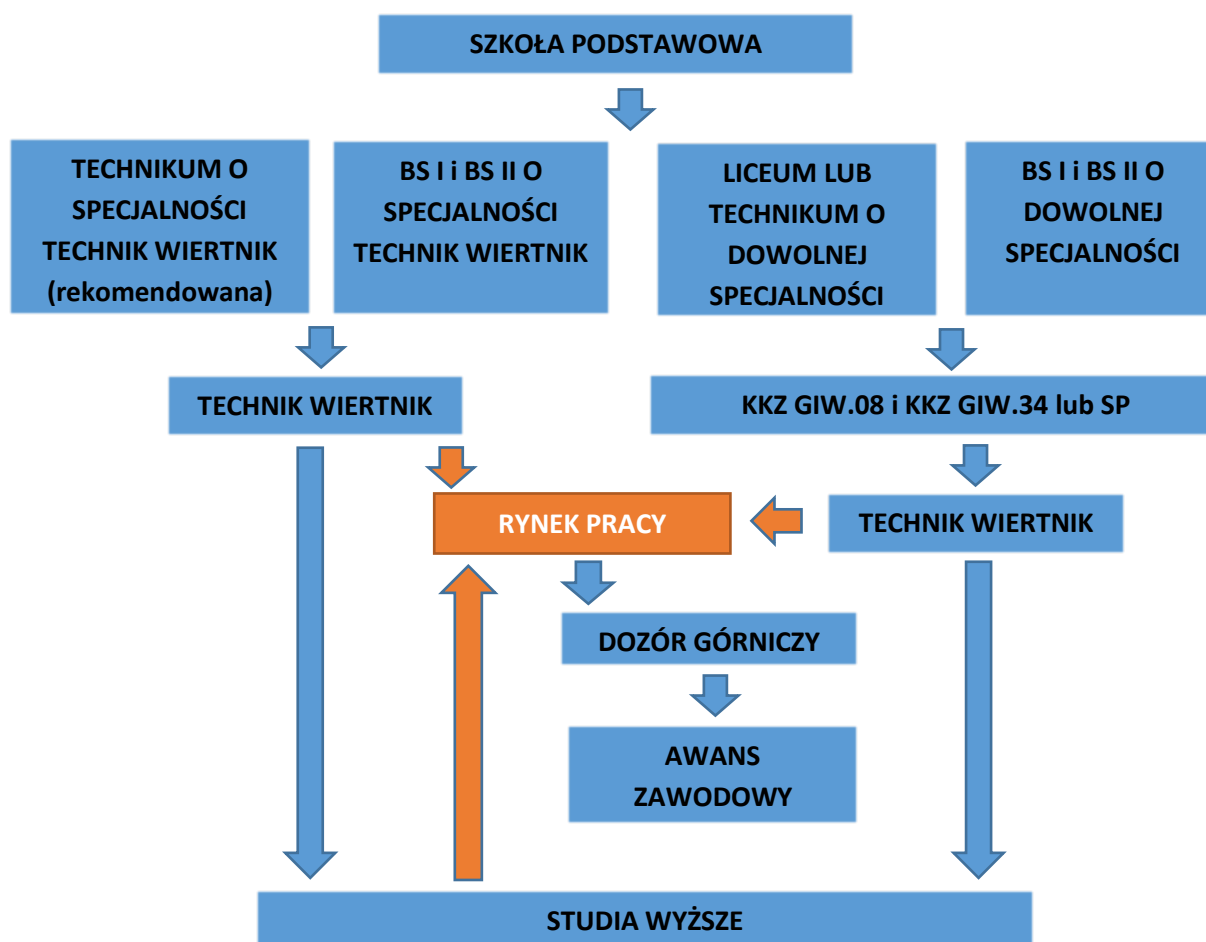 SZKOŁA PODSTAWOWA
TECHNIKUM O
SPECJALNOŚCI
TECHNIK WIERTNIK
(rekomendowana)
BS I i BS II O
SPECJALNOŚCI
TECHNIK WIERTNIK
LICEUM LUB
TECHNIKUM O
DOWOLNEJ
SPECJALNOŚCI
BS I i BS II O
DOWOLNEJ
SPECJALNOŚCI
TECHNIK WIERTNIK
KKZ GIW.08 i KKZ GIW.34 lub SP
RYNEK PRACY
TECHNIK WIERTNIK
DOZÓR GÓRNICZY
AWANS
ZAWODOWY
STUDIA WYŻSZE